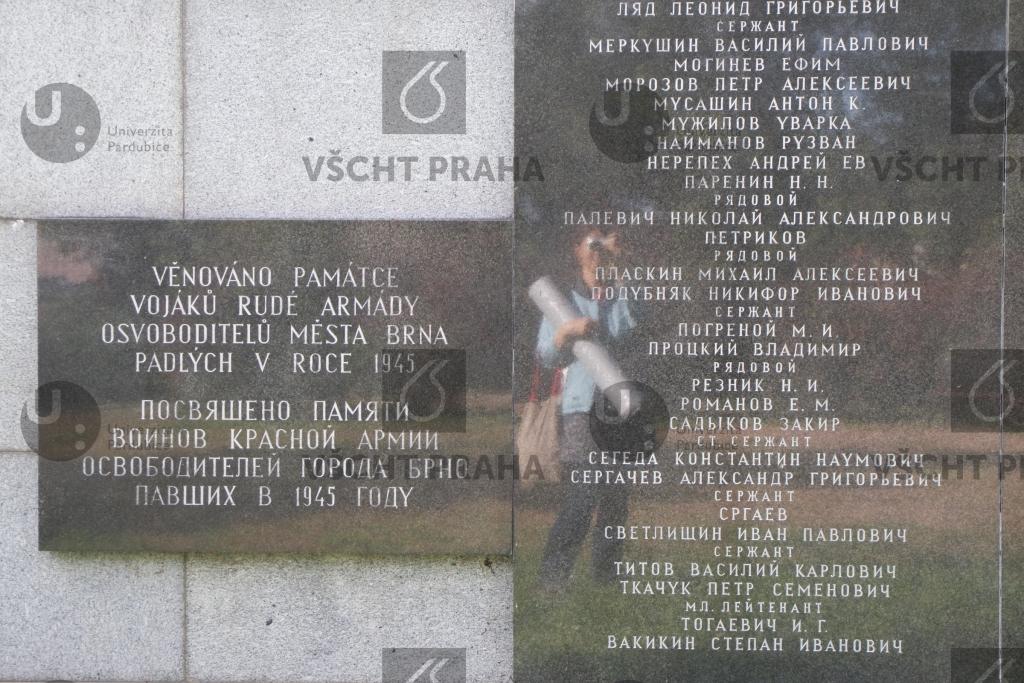 VĚNOVÁNO PAMÁTCE
VOJÁKŮ RUDÉ ARMÁDY
OSVOBODITELŮ MĚSTA BRNA
PADLÝCH V ROCE 1945
ПОСВЯШЕНО ПАМЯТИ
ВОИНОВ КРАСНОЙ АРМИИ
ОСВОБОДИТЕЛЕЙ ГОРОДА БРНО
ПАВШИХ В 1945 ГОДУ
ЛЯД ЛЕОНИД ГРИГОРЬЕВИЧ
СЕРЖАНТ
МЕРКУШИН ВАСИЛИЙ ПАВЛОВИЧ
МОГИНЕВ ЕФИМ
МОРОЗОВ ПЕТР АЛЕКСЕЕВИЧ
МУСАШИН АНТОН К.
МУЖИЛОВ УВАРКА
НАЙМАНОВ РУЗВАН
НЕРЕПЕХ АНДРЕЙ ЕВ
ПАРЕНИН Н. Н.
РЯДОВОЙ
ПАЛЕВИЧ НИКОЛАЙ АЛЕКСАНДРОВИЧ
ПЕТРИКОВ
РЯДОВОЙ
ПЛАСКИН МИХАИЛ АЛЕКСЕЕВИЧ
ПОДУБНЯК НИКИФОР ИВАНОВИЧ
СЕРЖАНТ
ПОГРЕНОЙ М. И.
ПРОЦКИЙ ВЛАДИМИР
РЯДОВОЙ
РЕЗНИК Н. И.
РОМАНОВ Е. М.
САДЫКОВ ЗАКИР
СТ. СЕРЖАНТ
СЕГЕДА КОНСТАНТИН НАУМОВИЧ
СЕРГАЧЕВ АЛЕКСАНДР ГРИГОРЬЕВИЧ
СЕРЖАНТ
СРГАЕВ
СВЕТЛИЩИН ИВАН ПАВЛОВИЧ
СЕРЖАНТ
ТИТОВ ВАСИЛИЙ КАРЛОВИЧ
ТКАЧУК ПЕТР СЕМЕНОВИЧ
МЛ. ЛЕЙТЕНАНТ
ТОГАЕВИЧ И. Г.
ВАКИКИН СТЕПАН ИВАНОВИЧ
Univerzita
Pardubice
VŠCHT PRAHA
VŠCHT PRAHA
VŠCHT PRAHA
VŠCHT PRAHA